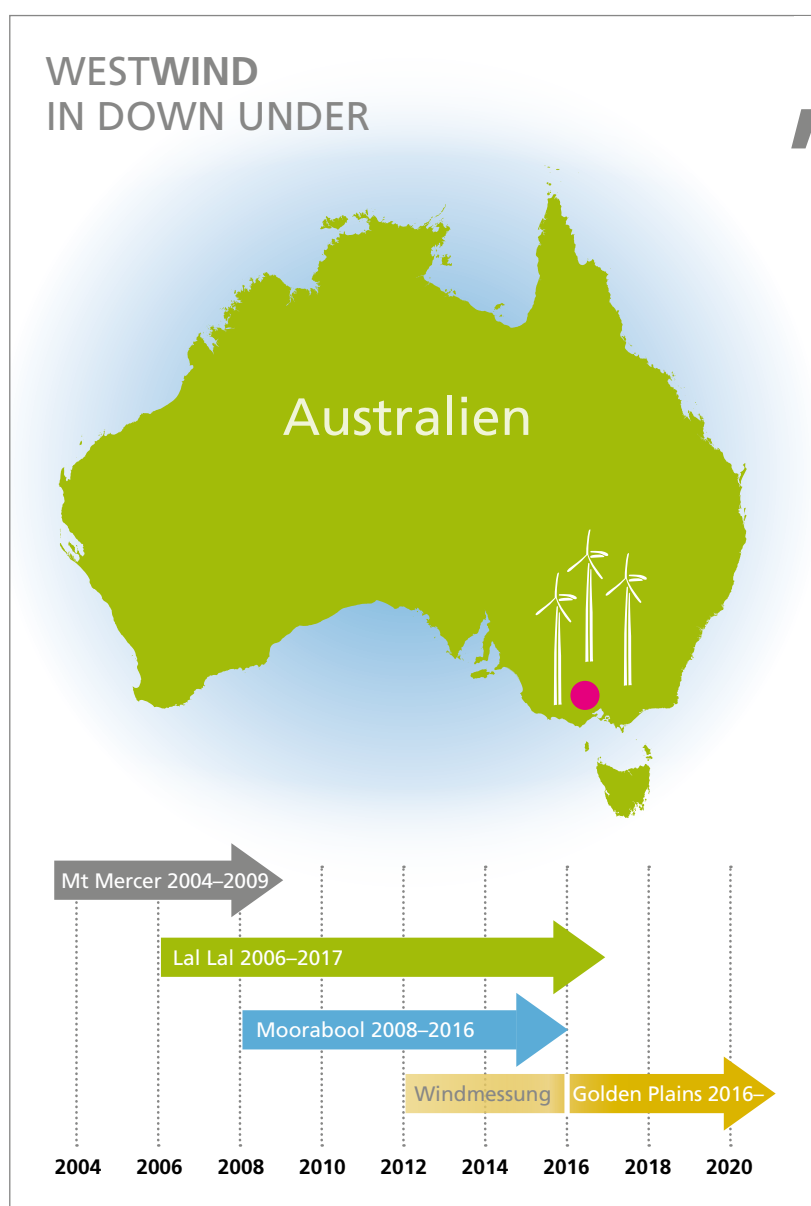 WESTWIND
IN DOWN UNDER
Australien
Mt Mercer 2004–2009
Lal Lal 2006–2017
Moorabool 2008–2016
Windmessung Golden Plains 2016–
2004 2006 2008 2010 2012 2014 2016 2018 2020